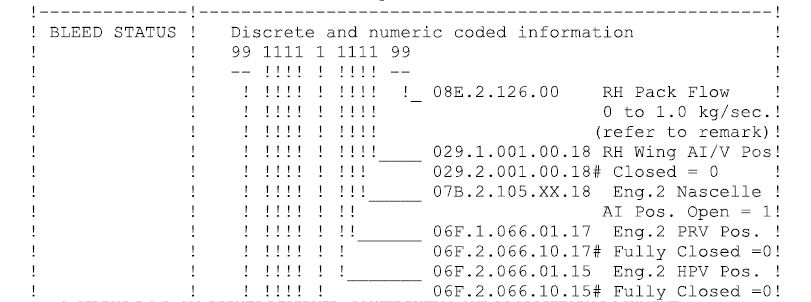 !--------------!------------------------------------------------------!
! BLEED STATUS !   Discrete and numeric coded information             !
!              !   99 1111 1 1111 99                                  !
!              !   -- !!!! ! !!!! --                                  !
!              !    ! !!!! ! !!!!  !_ 08E.2.126.00    RH Pack Flow    !
!              !    ! !!!! ! !!!!                     0 to 1.0 kg/sec.!
!              !    ! !!!! ! !!!!                    (refer to remark)!
!              !    ! !!!! ! !!!!____ 029.1.001.00.18 RH Wing AI/V Pos!
!              !    ! !!!! ! !!!      029.2.001.00.18# Closed = 0     !
!              !    ! !!!! ! !!!_____ 07B.2.105.XX.18  Eng.2 Nascelle !
!              !    ! !!!! ! !!                       AI Pos. Open = 1!
!              !    ! !!!! ! !!______ 06F.1.066.01.17  Eng.2 PRV Pos. !
!              !    ! !!!! ! !        06F.2.066.10.17# Fully Closed =0!
!              !    ! !!!! ! !_______ 06F.2.066.01.15  Eng.2 HPV Pos. !
!              !    ! !!!! !          06F.2.066.10.15# Fully Closed =0!